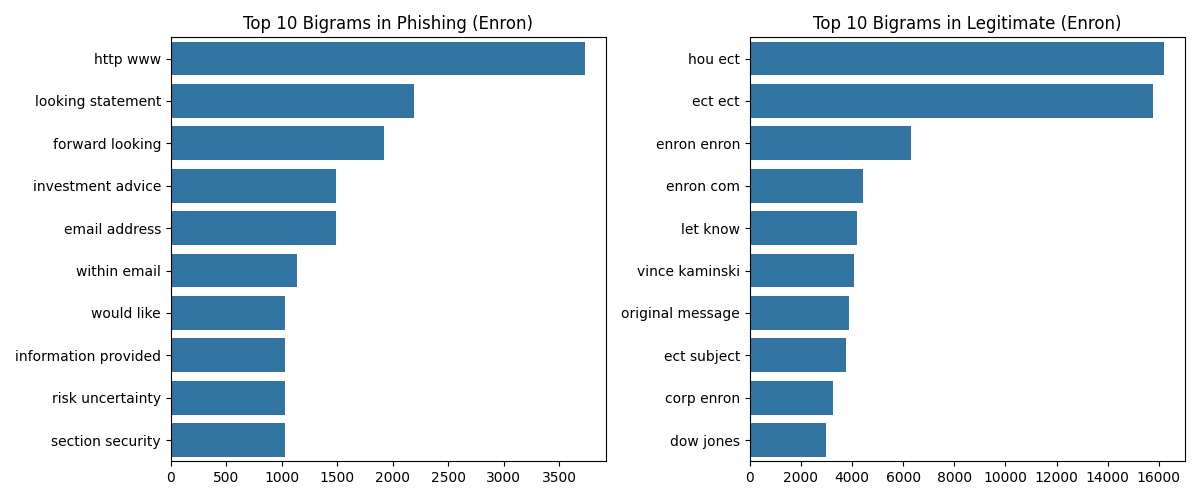 Top 10 Bigrams in Phishing (Enron)
http www
looking statement
forward looking
investment advice
email address
within email
would like
information provided
risk uncertainty
section security
0 500 1000 1500 2000 2500 3000 3500
Top 10 Bigrams in Legitimate (Enron)
hou ect
ect ect
enron enron
enron com
let know
vince kaminski
original message
ect subject
corp enron
dow jones
0 2000 4000 6000 8000 10000 12000 14000 16000